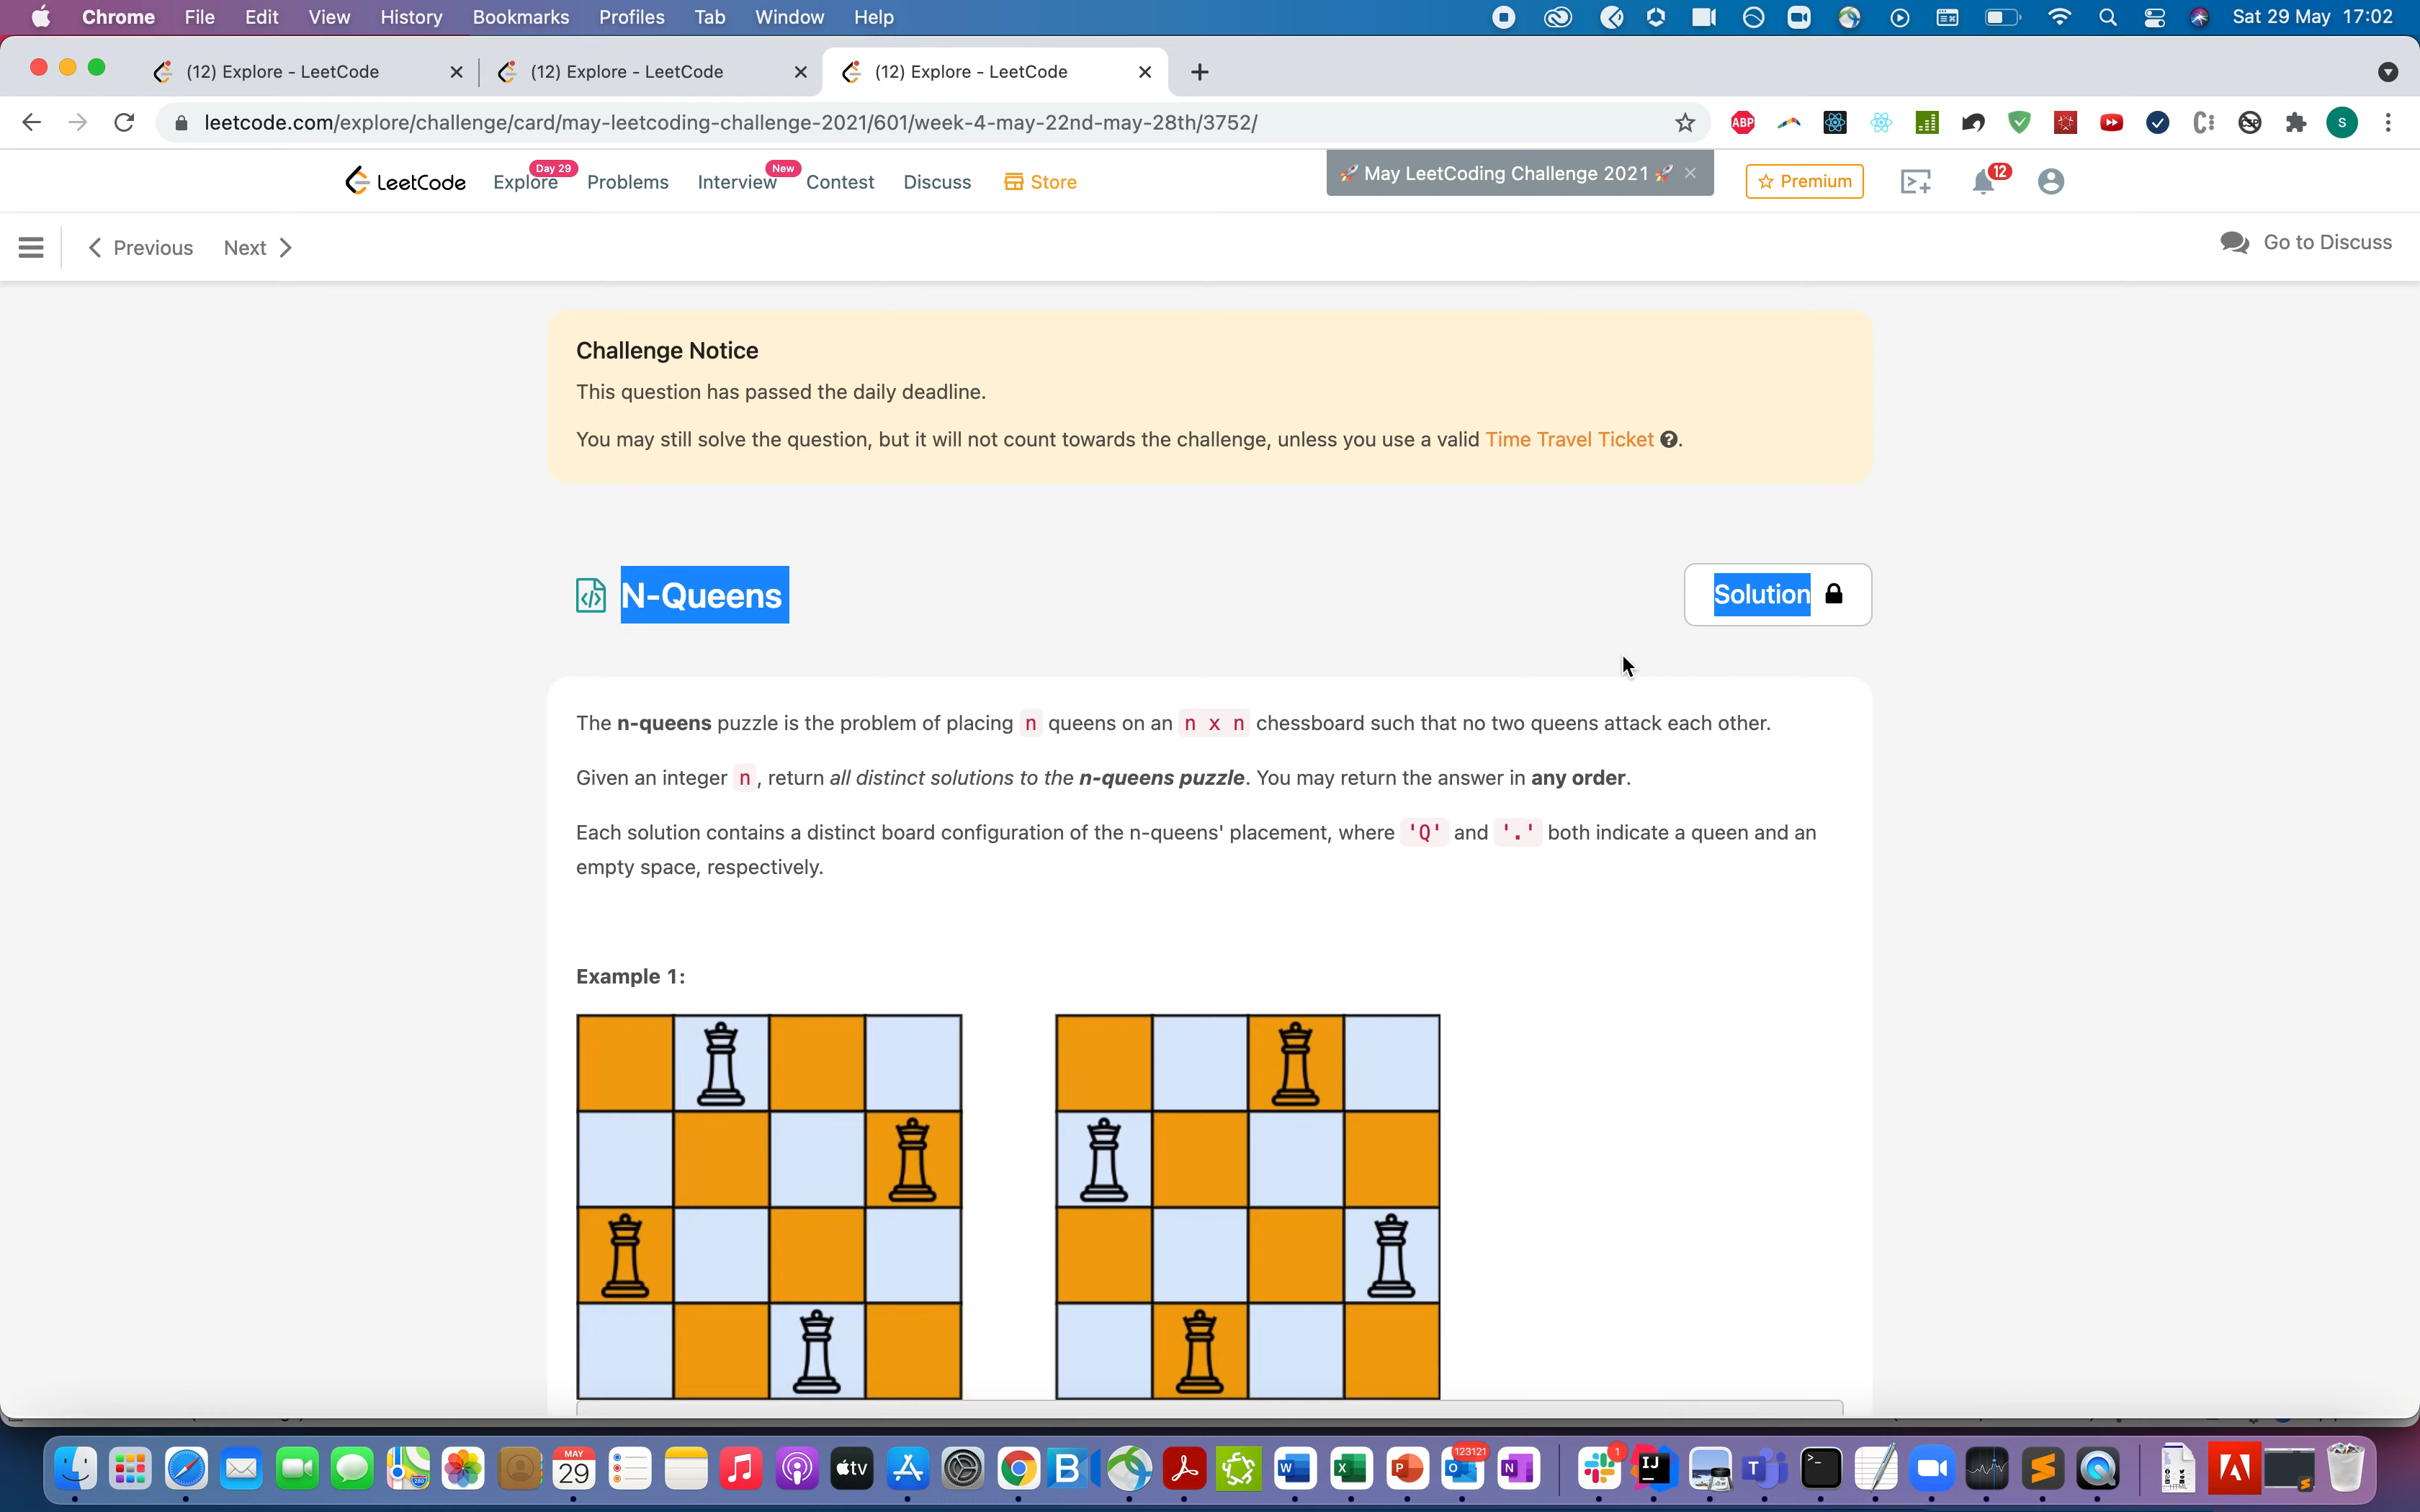 Chrome File Edit View History Bookmarks Profiles Tab Window Help Sat 29 May 17:02
(12) Explore - LeetCode (12) Explore - LeetCode (12) Explore - LeetCode
leetcode.com/explore/challenge/card/may-leetcoding-challenge-2021/601/week-4-may-22nd-may-28th/3752/ ABP S
Day 29 New
LeetCode Explore Problems Interview Contest Discuss Store 🚀 May LeetCoding Challenge 2021 🚀 Premium 12
Previous Next Go to Discuss
Challenge Notice
This question has passed the daily deadline.
You may still solve the question, but it will not count towards the challenge, unless you use a valid Time Travel Ticket ?.
N-Queens Solution
The n-queens puzzle is the problem of placing n queens on an n x n chessboard such that no two queens attack each other.
Given an integer n, return all distinct solutions to the n-queens puzzle. You may return the answer in any order.
Each solution contains a distinct board configuration of the n-queens' placement, where 'Q' and '.' both indicate a queen and an
empty space, respectively.
Example 1:
MAY 29 tv B W X P 123121 O N 1 IJ T HTML